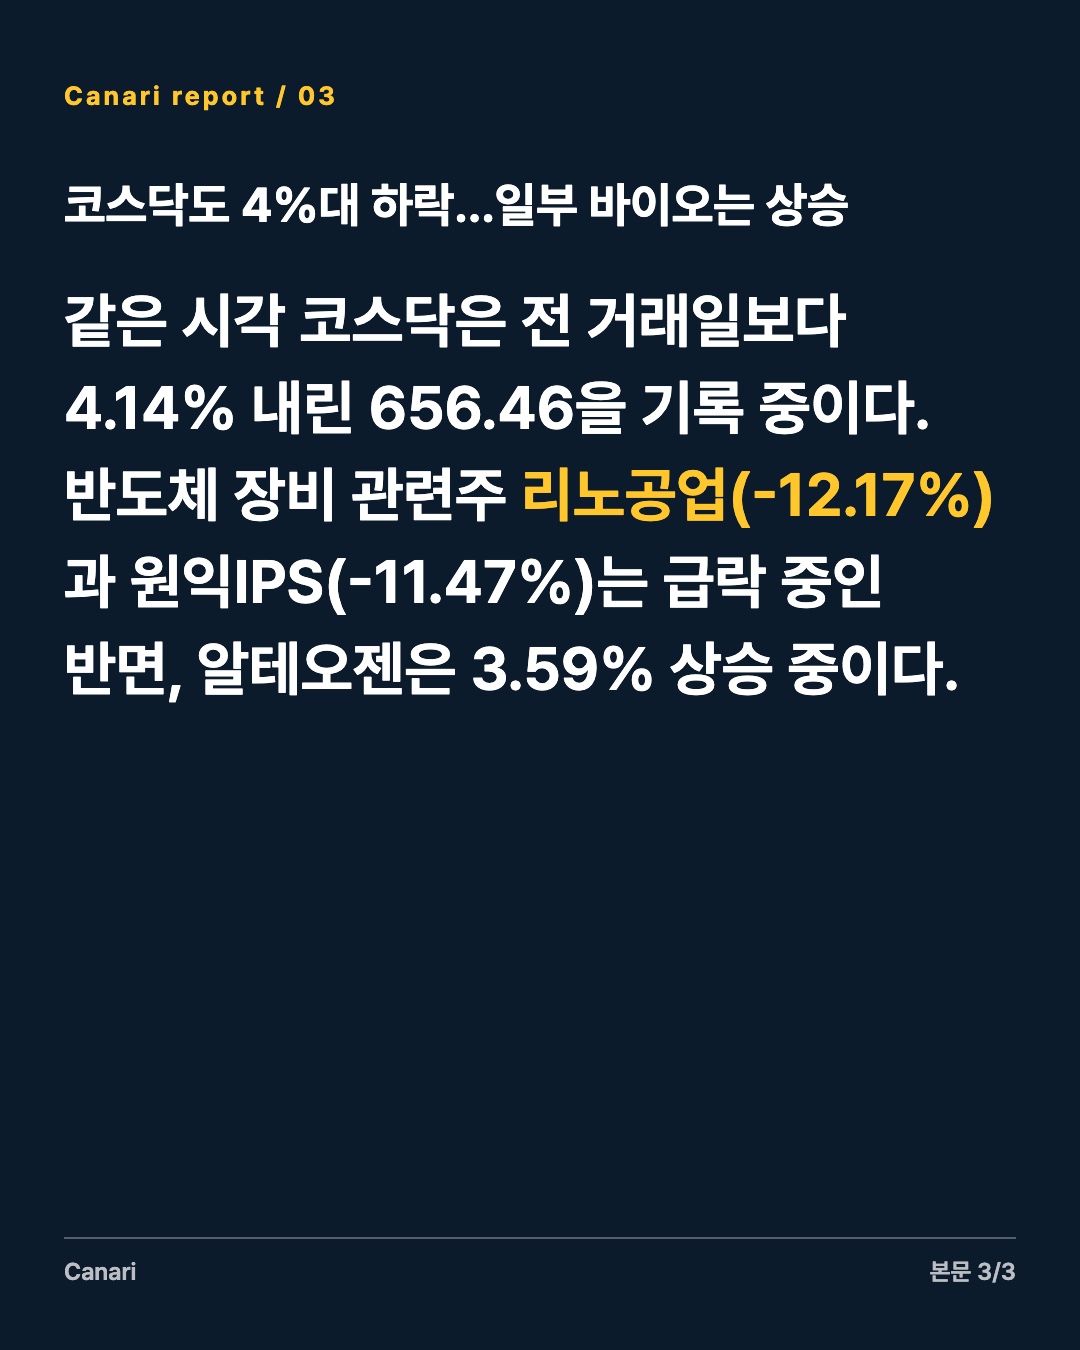 Canari report / 03
코스닥도 4%대 하락...일부 바이오는 상승
같은 시각 코스닥은 전 거래일보다
4.14% 내린 656.46을 기록 중이다.
반도체 장비 관련주 리노공업(-12.17%)
과 원익IPS(-11.47%)는 급락 중인
반면, 알테오젠은 3.59% 상승 중이다.
Canari
본문 3/3